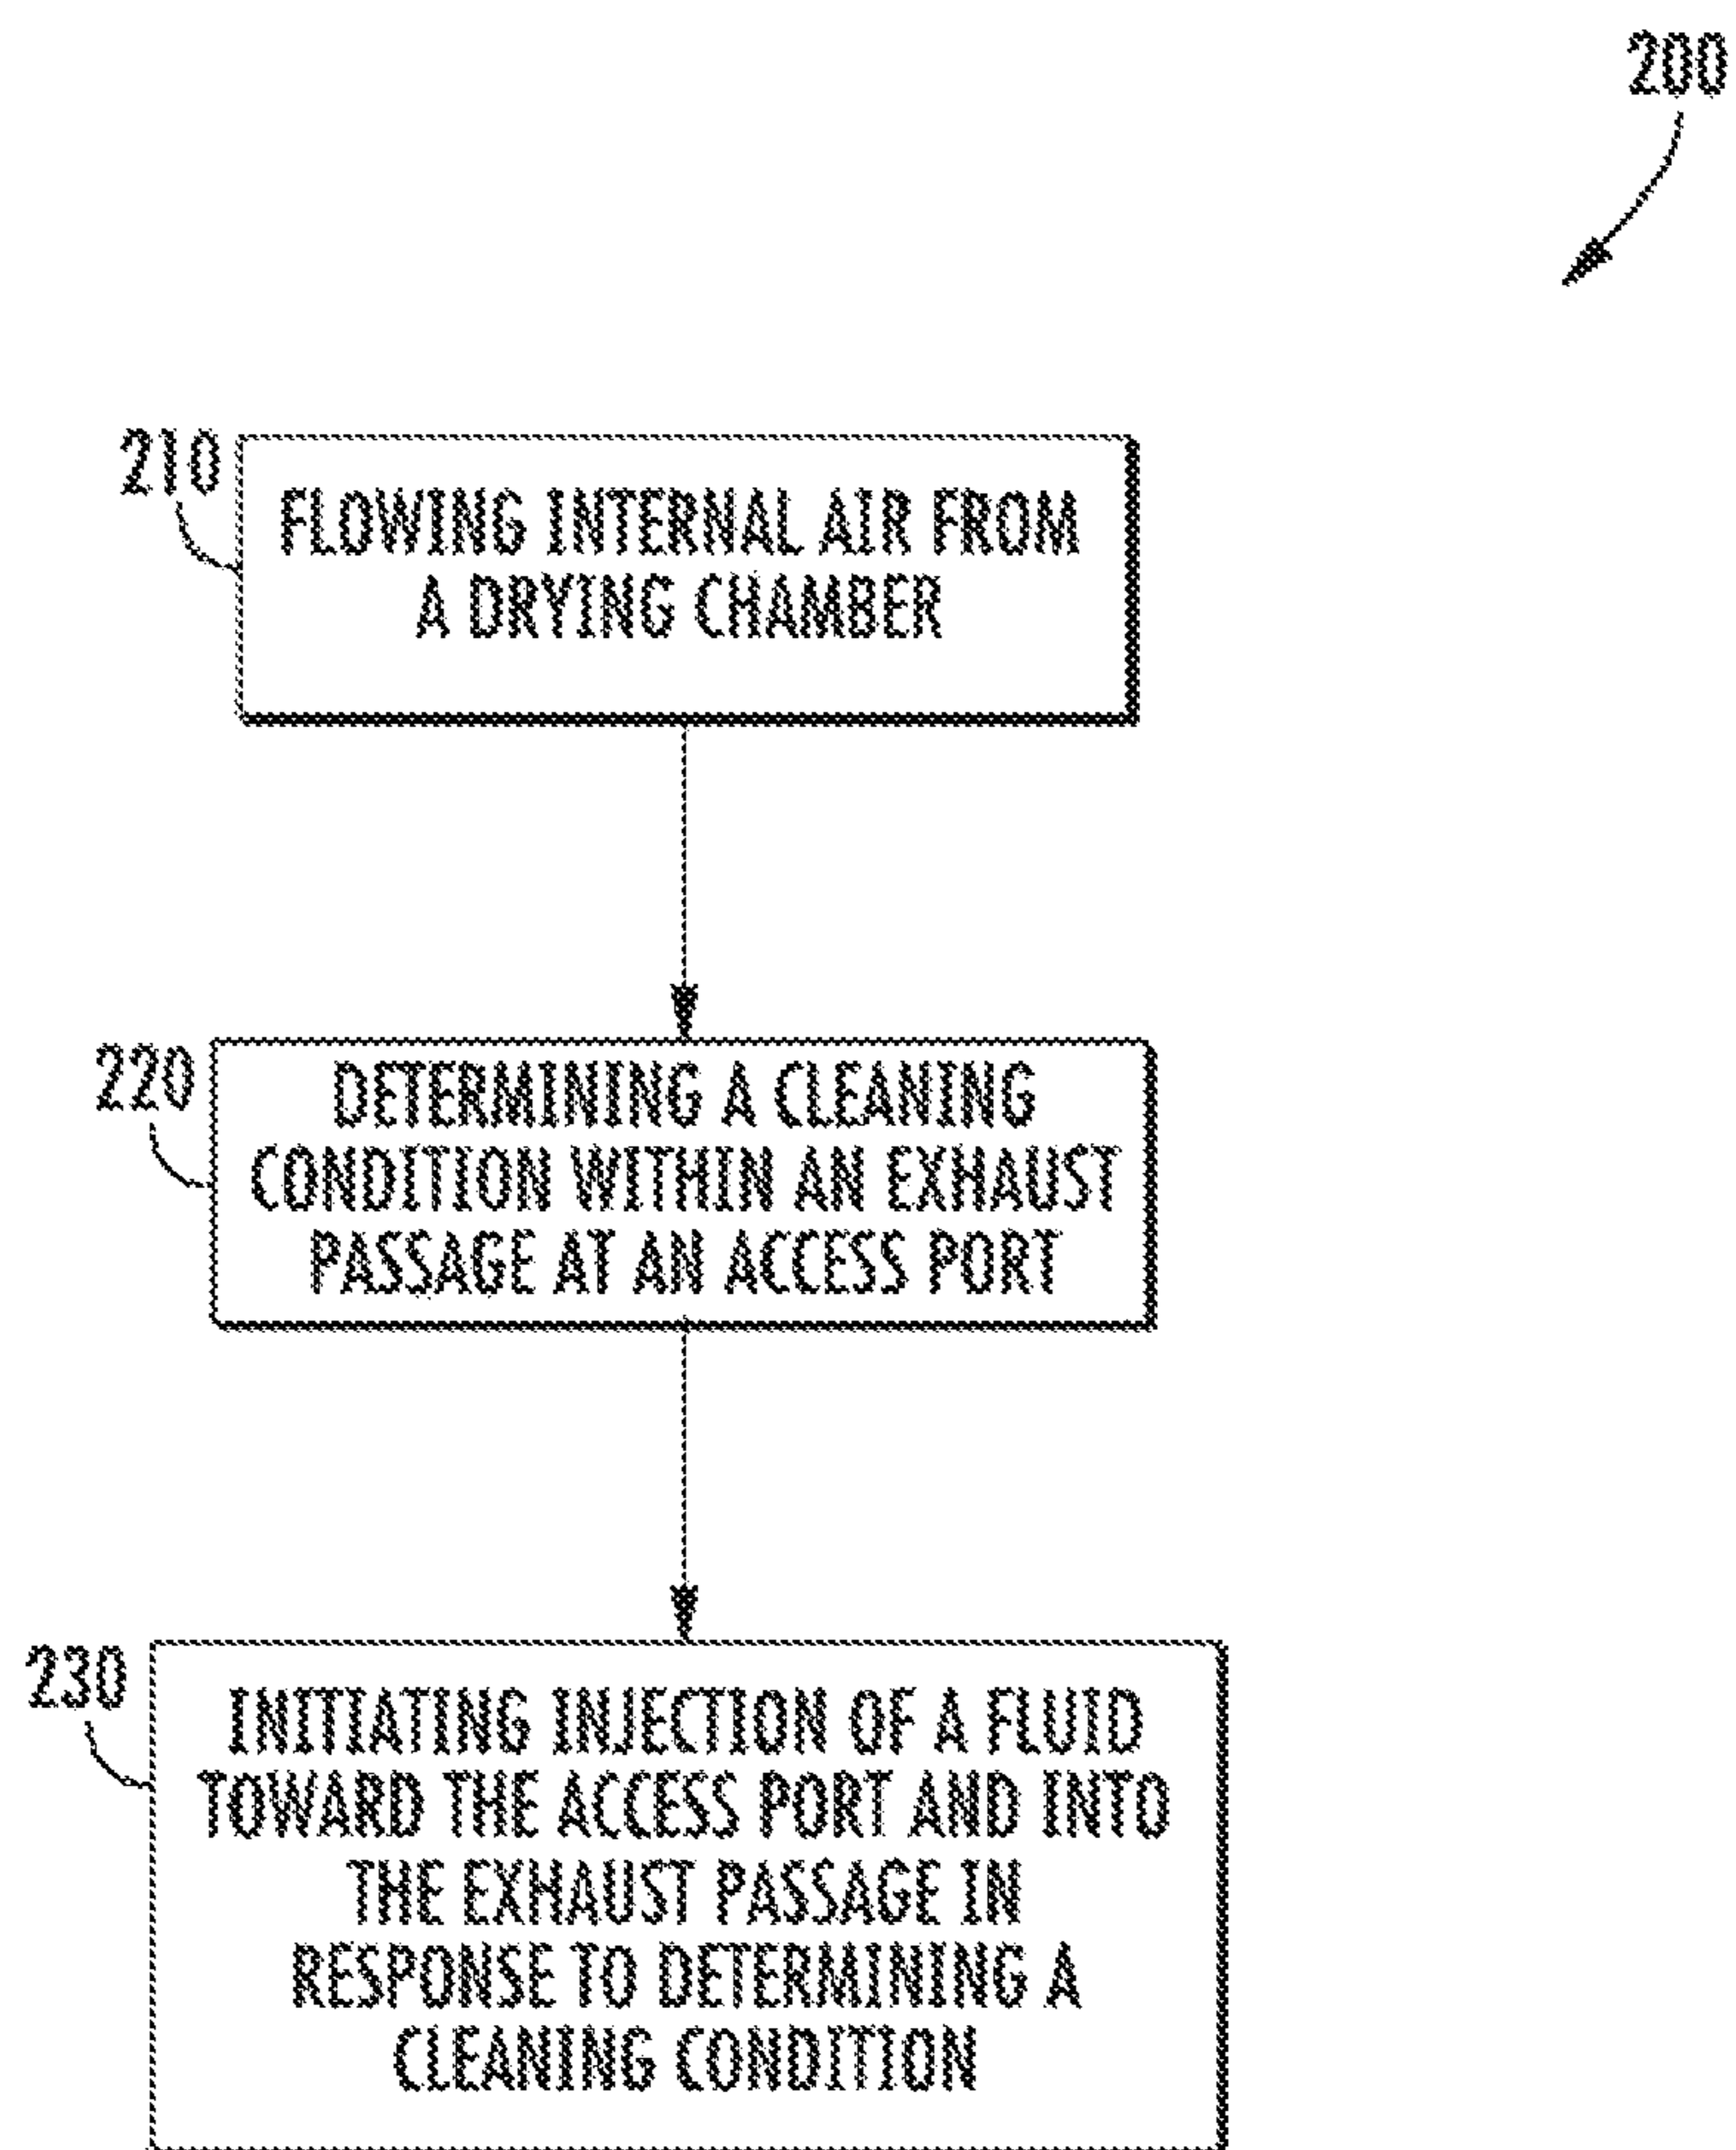 200
210
FLOWING INTERNAL AIR FROM
A DRYING CHAMBER
220
DETERMINING A CLEANING
CONDITION WITHIN AN EXHAUST
PASSAGE AT AN ACCESS PORT
230
INITIATING INJECTION OF A FLUID
TOWARD THE ACCESS PORT AND INTO
THE EXHAUST PASSAGE IN
RESPONSE TO DETERMINING A
CLEANING CONDITION